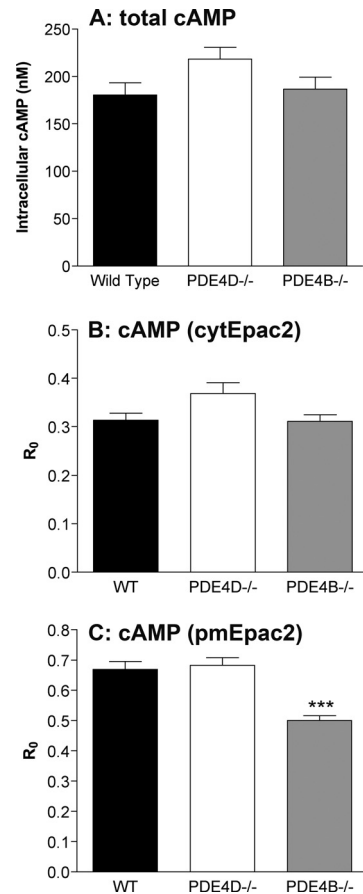 A: total cAMP
Intracellular cAMP (nM)
250
200
150
100
50
0
Wild Type PDE4D-/- PDE4B-/-
B: cAMP (cytEpac2)
R0
0.5
0.4
0.3
0.2
0.1
0.0
WT PDE4D-/- PDE4B-/-
C: cAMP (pmEpac2)
R0
0.8
0.7
0.6
0.5
0.4
0.3
0.2
0.1
0.0
***
WT PDE4D-/- PDE4B-/-